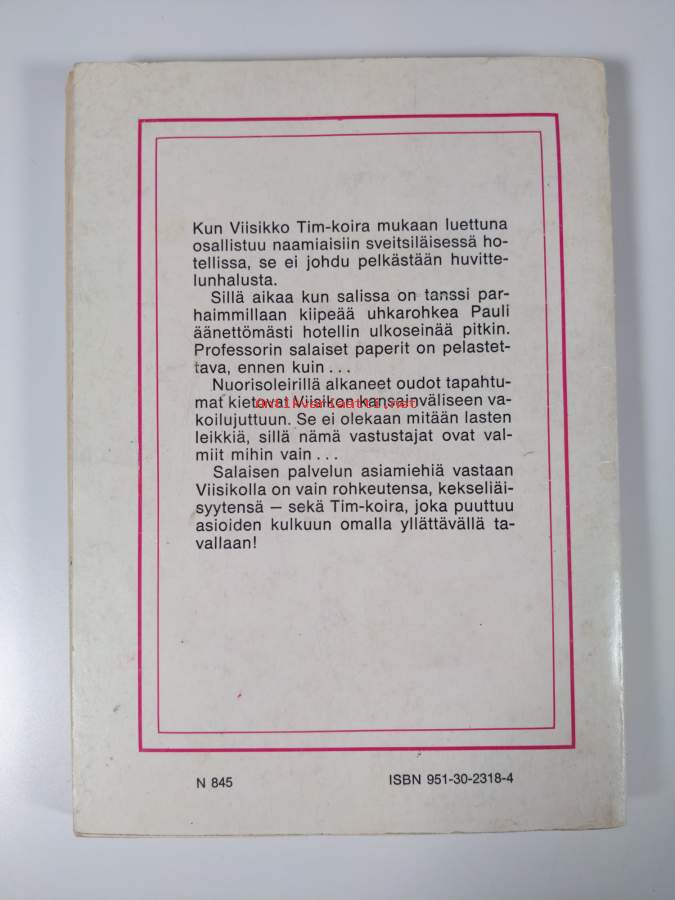 Kun Viisikko Tim-koira mukaan luettuna
osallistuu naamiaisiin sveitsiläisessä ho-
tellissa, se ei johdu pelkästään huvitte-
lunhalusta.
Sillä aikaa kun salissa on tanssi par-
haimmillaan kiipeää uhkarohkea Pauli
äänettömästi hotellin ulkoseinää pitkin.
Professorin salaiset paperit on pelastet-
tava, ennen kuin ...
Nuorisoleirillä alkaneet oudot tapahtu-
mat kietovat Viisikon kansainväliseen va-
antikvariaatti.net
koilujuttuun. Se ei olekaan mitään lasten
leikkiä, sillä nämä vastustajat ovat val-
miit mihin vain ...
Salaisen palvelun asiamiehiä vastaan
Viisikolla on vain rohkeutensa, kekseliäi-
syytensä – sekä Tim-koira, joka puuttuu
asioiden kulkuun omalla yllättävällä ta-
vallaan!
N 845
ISBN 951-30-2318-4